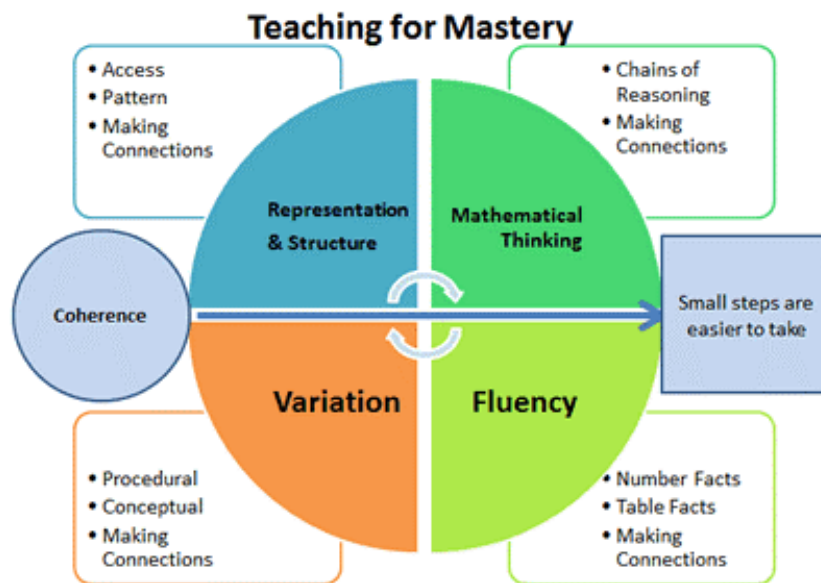 Teaching for Mastery
• Access
• Pattern
• Making
Connections
• Chains of
Reasoning
• Making
Connections
Representation
& Structure
Mathematical
Thinking
Coherence
Small steps are
easier to take
Variation
Fluency
• Procedural
• Conceptual
• Making
Connections
• Number Facts
• Table Facts
• Making
Connections